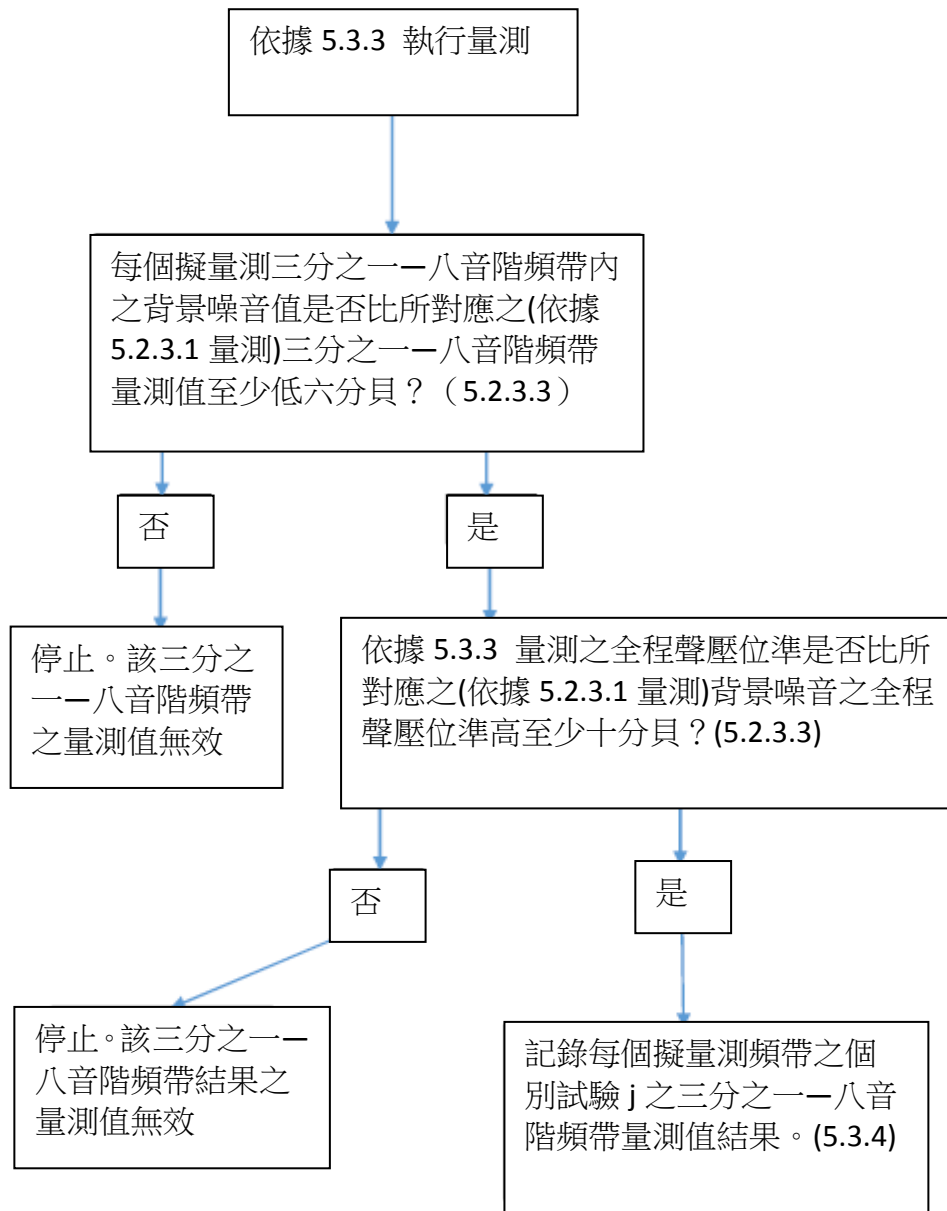 依據 5.3.3 執行量測
每個擬量測三分之一—八音階頻帶內
之背景噪音值是否比所對應之(依據
5.2.3.1 量測)三分之一—八音階頻帶
量測值至少低六分貝？（5.2.3.3）
否
是
停止。該三分之
一—八音階頻帶
之量測值無效
依據 5.3.3 量測之全程聲壓位準是否比所
對應之(依據 5.2.3.1 量測)背景噪音之全程
聲壓位準高至少十分貝？(5.2.3.3)
否
是
停止。該三分之一—
八音階頻帶結果之
量測值無效
記錄每個擬量測頻帶之個
別試驗 j 之三分之一—八音
階頻帶量測值結果。(5.3.4)